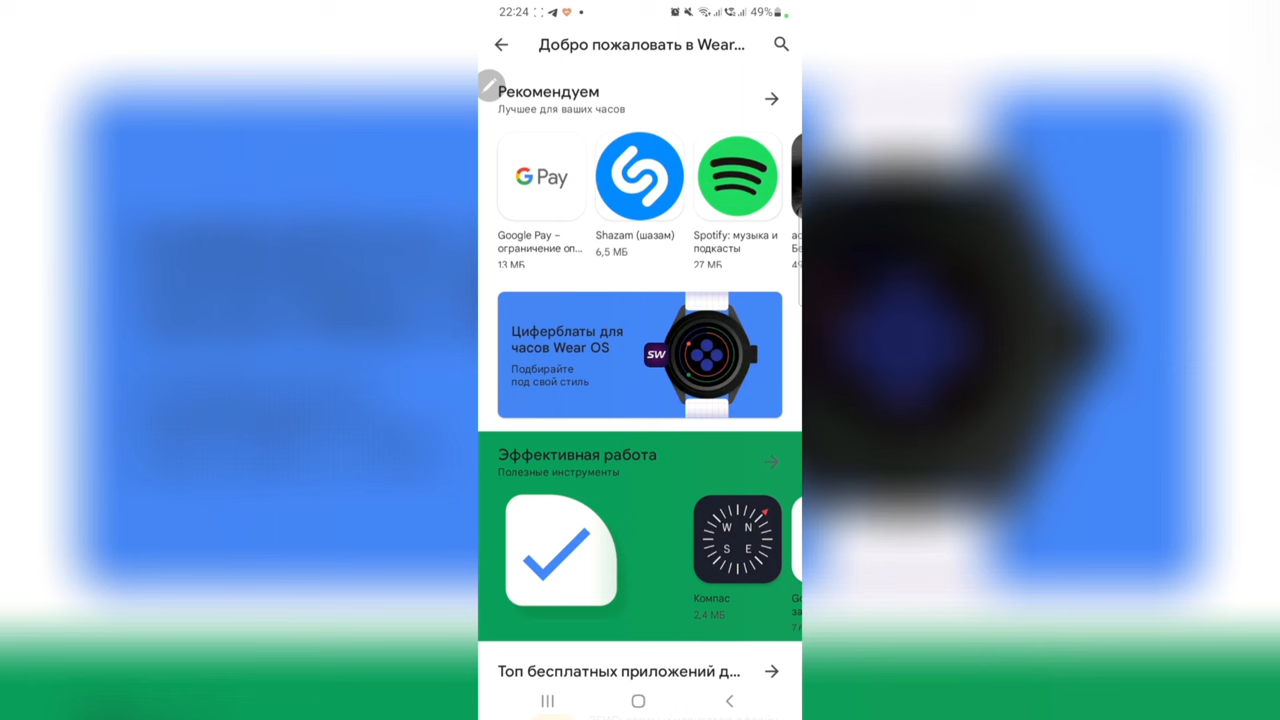 22:24
49%
Добро пожаловать в Wear...
Рекомендуем
Лучшее для ваших часов
G Pay
Google Pay –
ограничение оп...
13 МБ
Shazam (шазам)
6,5 МБ
Spotify: музыка и
подкасты
27 МБ
Циферблаты для
часов Wear OS
Подбирайте
под свой стиль
SW
Эффективная работа
Полезные инструменты
W N
S E
Компас
2,4 МБ
Топ бесплатных приложений д...